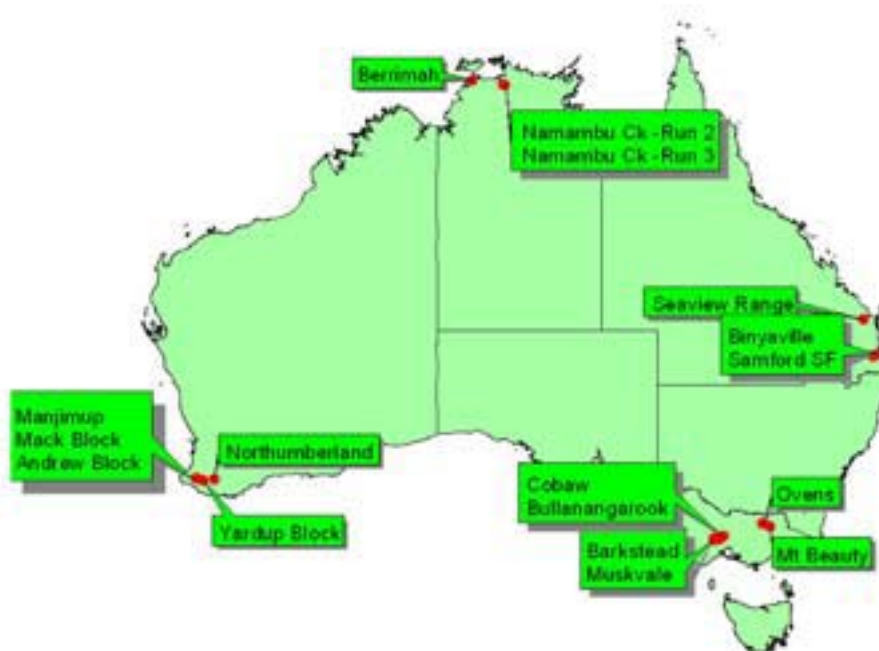 Berrimah
Namambu Ck -Run 2
Namambu Ck -Run 3
Seaview Range
Binyaville
Samford SF
Manjimup
Mack Block
Andrew Block
Northumberland
Yardup Block
Cobaw
Bullanangarook
Ovens
Barkstead
Muskvale
Mt Beauty